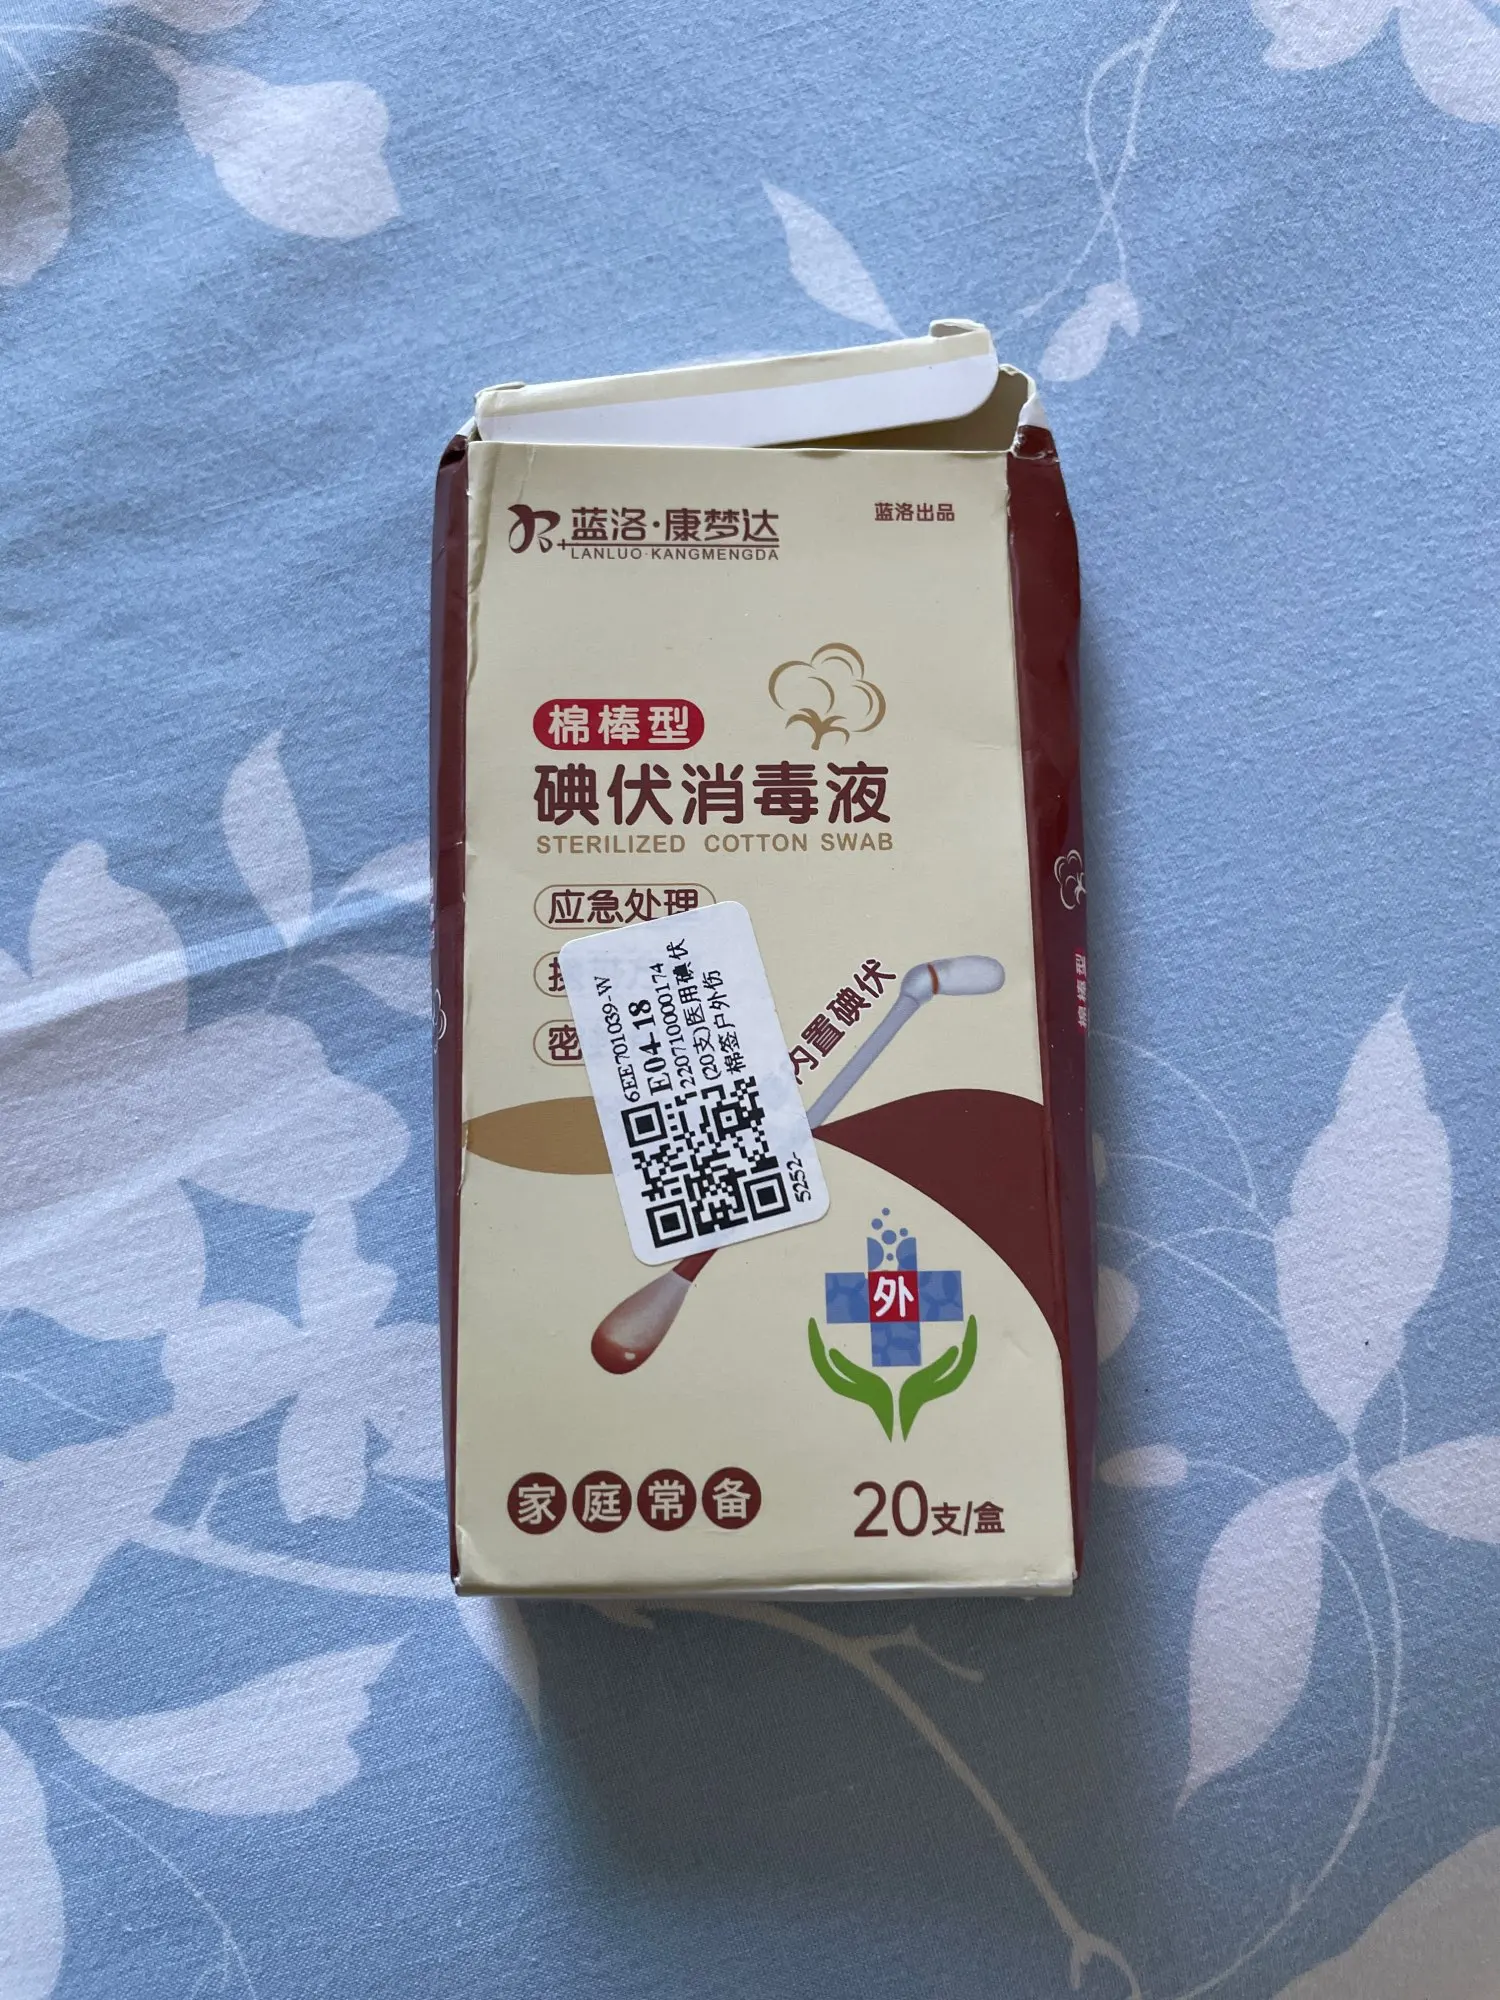 蓝洛·康梦达
LANLUO·KANGMENGDA
蓝洛出品
棉棒型
碘伏消毒液
STERILIZED COTTON SWAB
应急处理
密
内置碘伏
6EE701039-W
E04-18
220710000174
(20支)医用碘伏
棉签户外伤
5252-
外
家庭常备
20支/盒
棉棒型